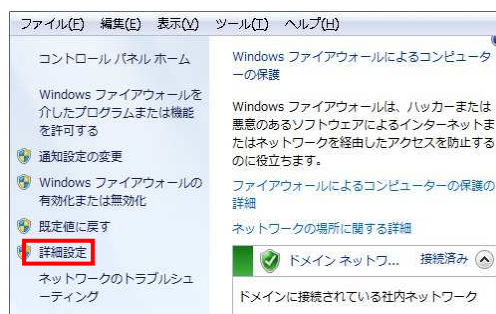 ファイル(F) 編集(E) 表示(V) ツール(T) ヘルプ(H)
コントロール パネル ホーム
Windows ファイアウォールを
介したプログラムまたは機能
を許可する
通知設定の変更
Windows ファイアウォールの
有効化または無効化
既定値に戻す
詳細設定
ネットワークのトラブルシュ
ーティング
Windows ファイアウォールによるコンピュータ
ーの保護
Windows ファイアウォールは、ハッカーまたは
悪意のあるソフトウェアによるインターネットま
たはネットワークを経由したアクセスを防止する
のに役立ちます。
ファイアウォールによるコンピューターの保護の
詳細
ネットワークの場所に関する詳細
ドメイン ネットワ... 接続済み
ドメインに接続されている社内ネットワーク